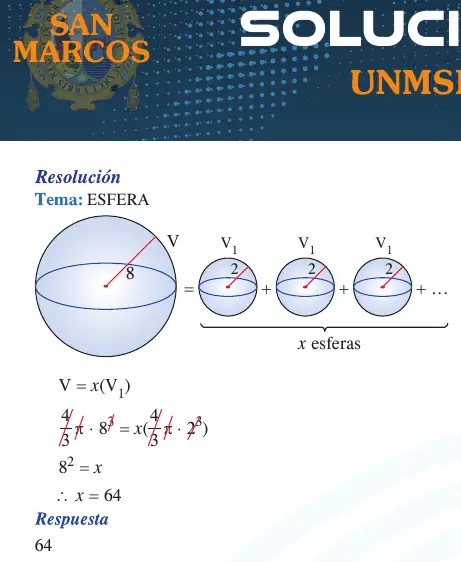 SAN
MARCOS
SOLUCI
UNMS
Resolución
Tema: ESFERA
V
8
= V₁ 2 + V₁ 2 + V₁ 2 + ...
x esferas
V = x(V₁)
4/3 π · 8³ = x(4/3 π · 2³)
8² = x
∴ x = 64
Respuesta
64